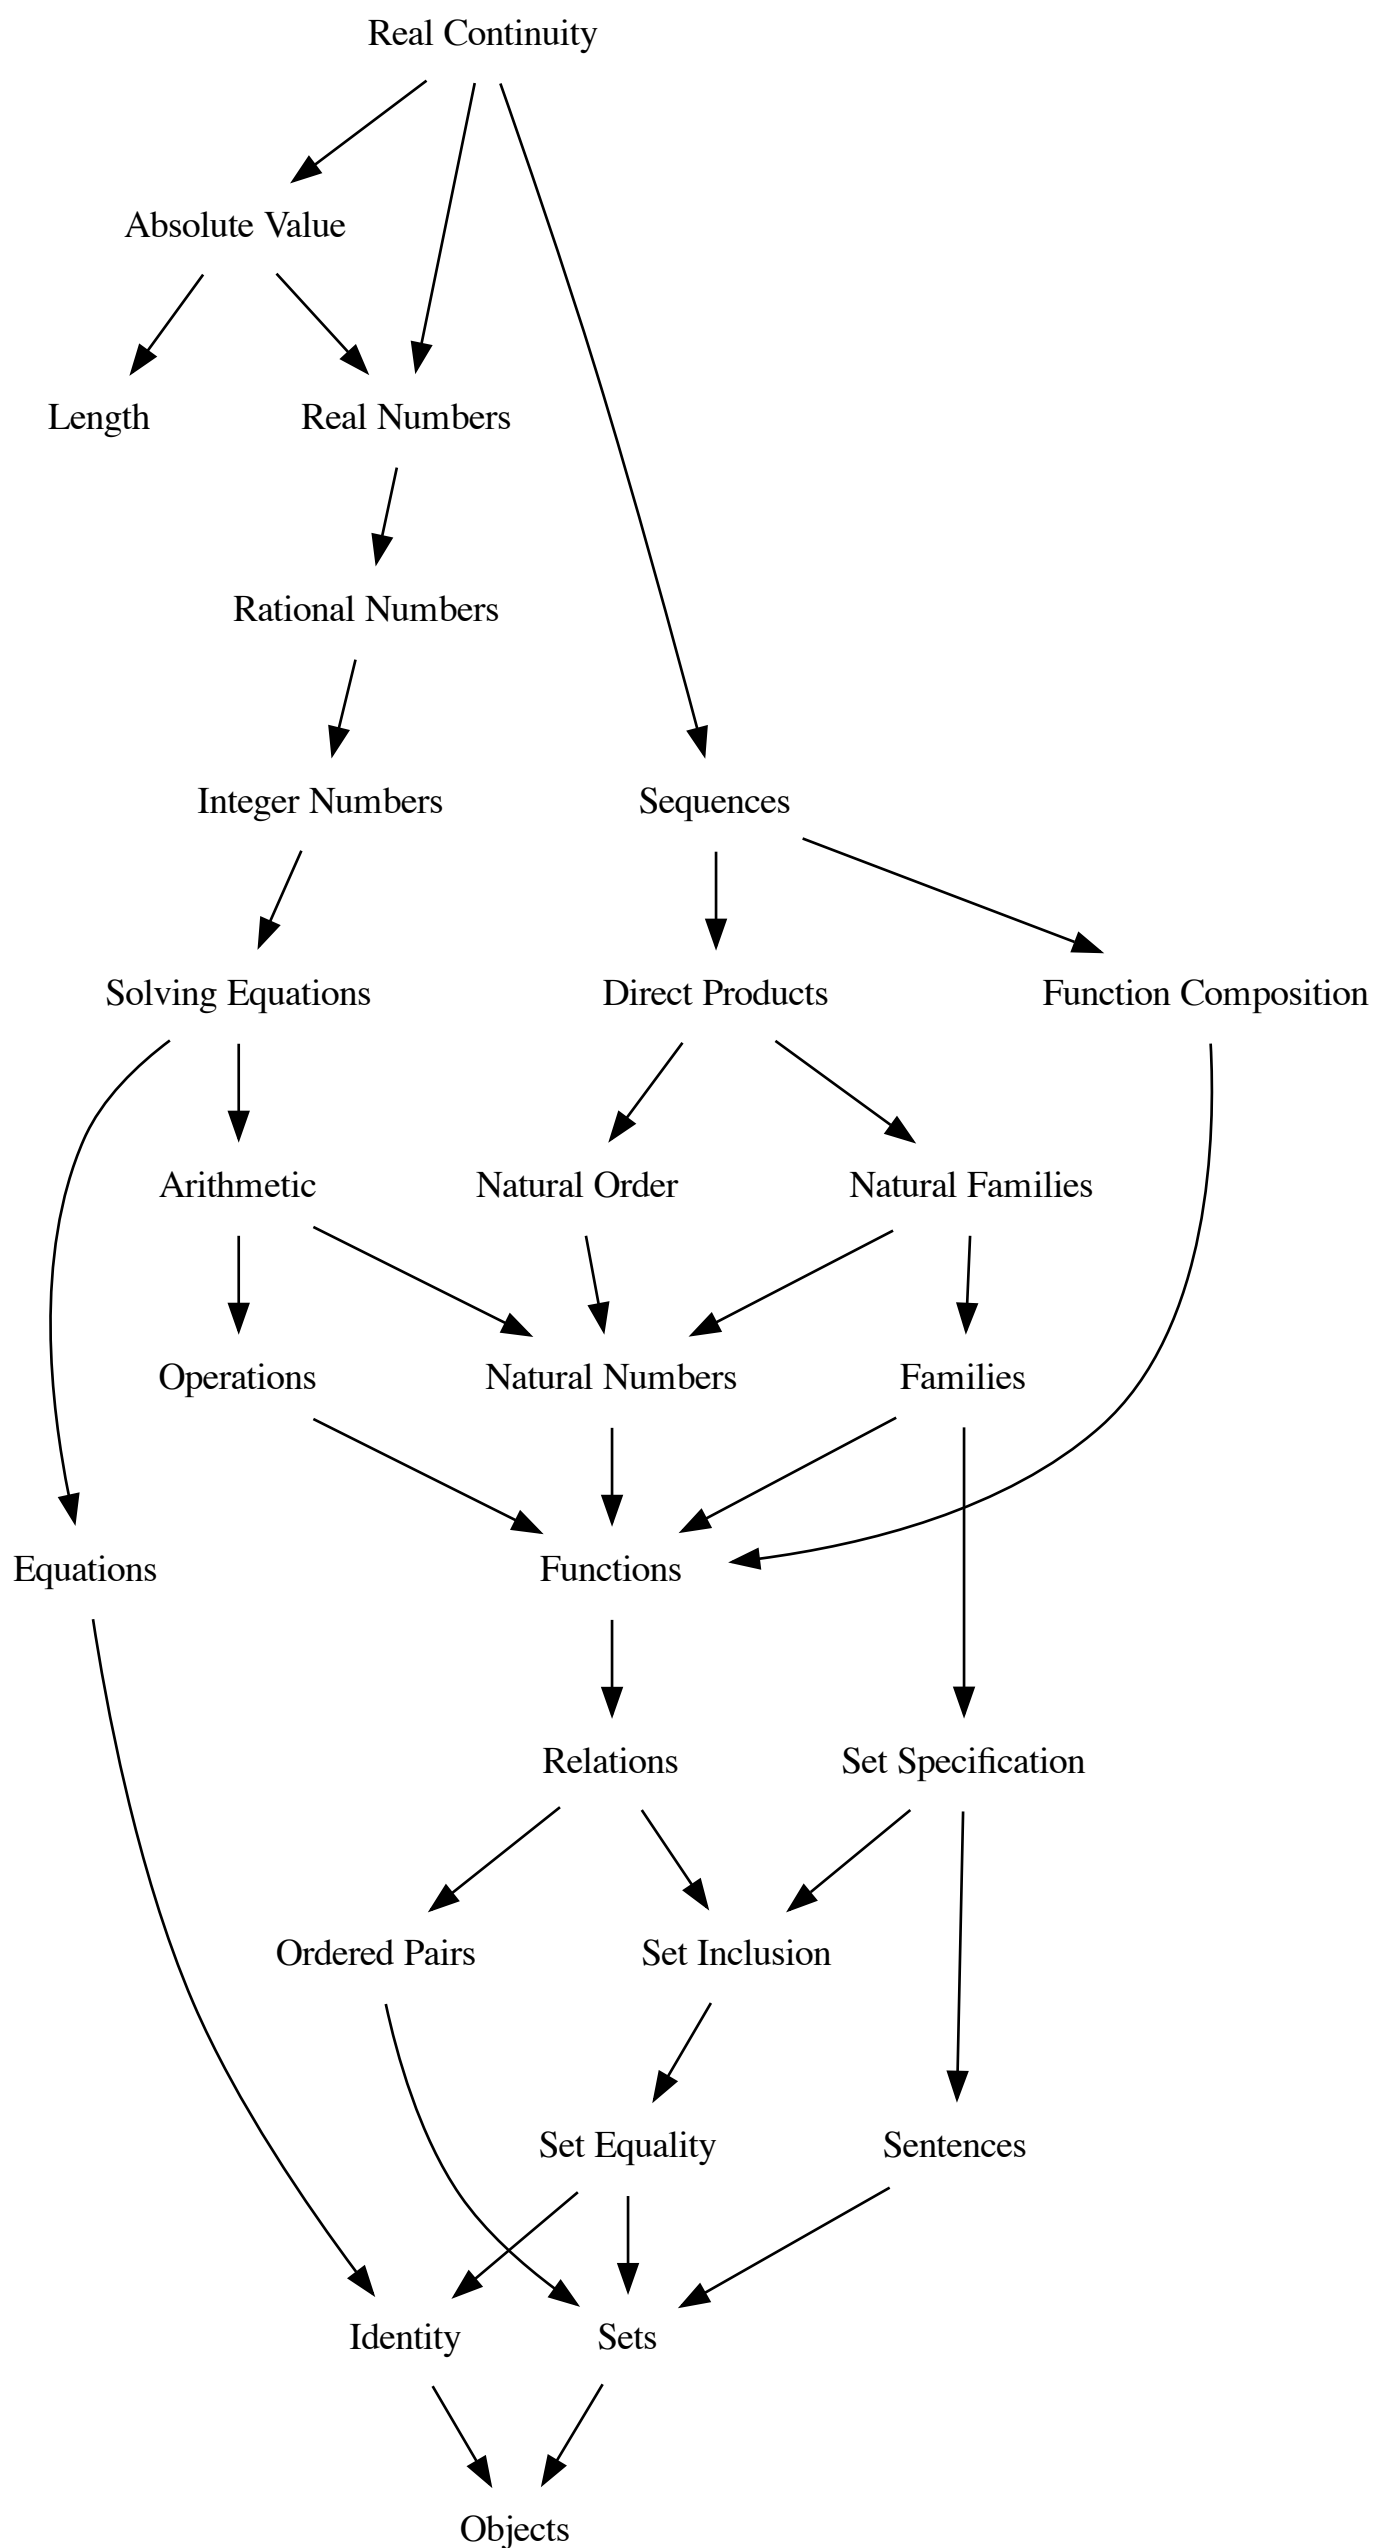 Real Continuity
Absolute Value
Length
Real Numbers
Rational Numbers
Integer Numbers
Sequences
Solving Equations
Direct Products
Function Composition
Arithmetic
Natural Order
Natural Families
Operations
Natural Numbers
Families
Equations
Functions
Relations
Set Specification
Ordered Pairs
Set Inclusion
Set Equality
Sentences
Identity
Sets
Objects